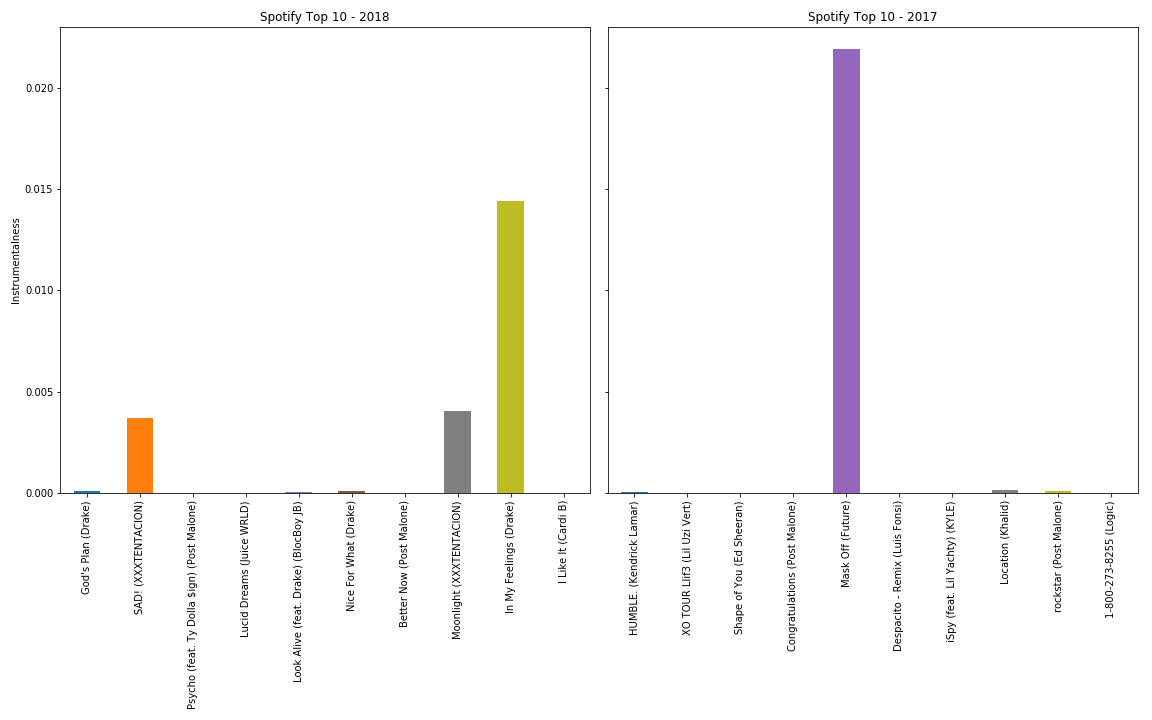 Spotify Top 10 - 2018
Spotify Top 10 - 2017
Instrumentalness
0.020
0.015
0.010
0.005
0.000
God's Plan (Drake)
SAD! (XXXTENTACION)
Psycho (feat. Ty Dolla $ign) (Post Malone)
Lucid Dreams (Juice WRLD)
Look Alive (feat. Drake) (BlocBoy JB)
Nice For What (Drake)
Better Now (Post Malone)
Moonlight (XXXTENTACION)
In My Feelings (Drake)
I Like It (Cardi B)
HUMBLE. (Kendrick Lamar)
XO TOUR Llif3 (Lil Uzi Vert)
Shape of You (Ed Sheeran)
Congratulations (Post Malone)
Mask Off (Future)
Despacito - Remix (Luis Fonsi)
iSpy (feat. Lil Yachty) (KYLE)
Location (Khalid)
rockstar (Post Malone)
1-800-273-8255 (Logic)